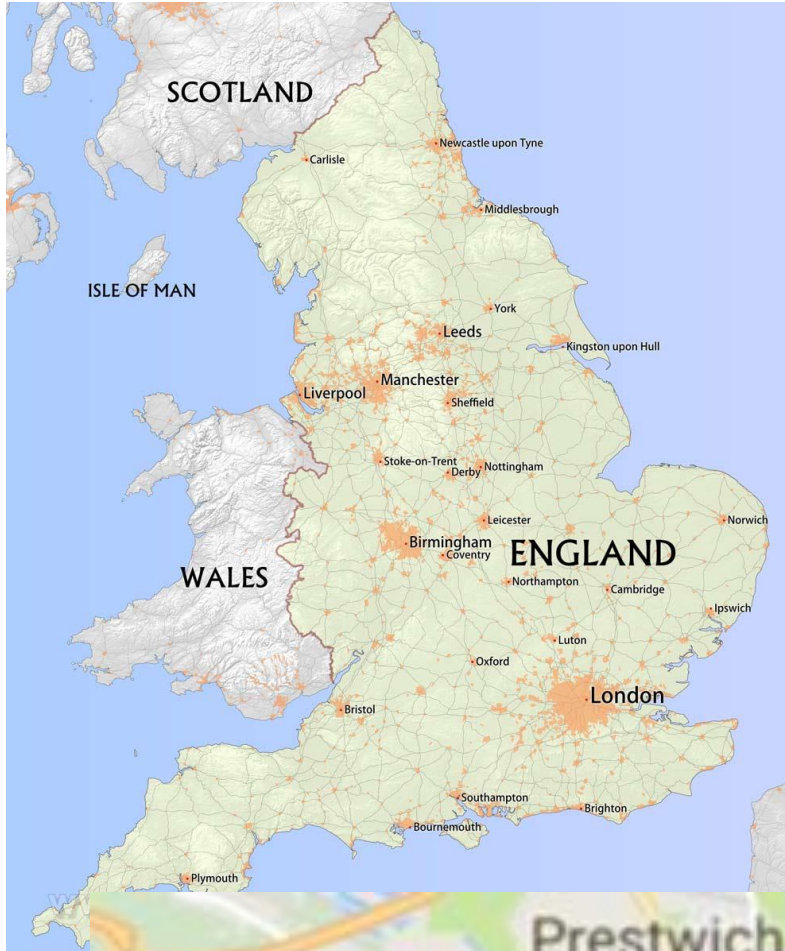 SCOTLAND
Newcastle upon Tyne
Carlisle
Middlesbrough
ISLE OF MAN
York
Leeds
Kingston upon Hull
Manchester
Liverpool
Sheffield
Stoke-on-Trent
Nottingham
Derby
Leicester
Norwich
Birmingham
ENGLAND
Coventry
WALES
Northampton
Cambridge
Ipswich
Luton
Oxford
London
Bristol
Southampton
Brighton
Bournemouth
Plymouth
Prestwich